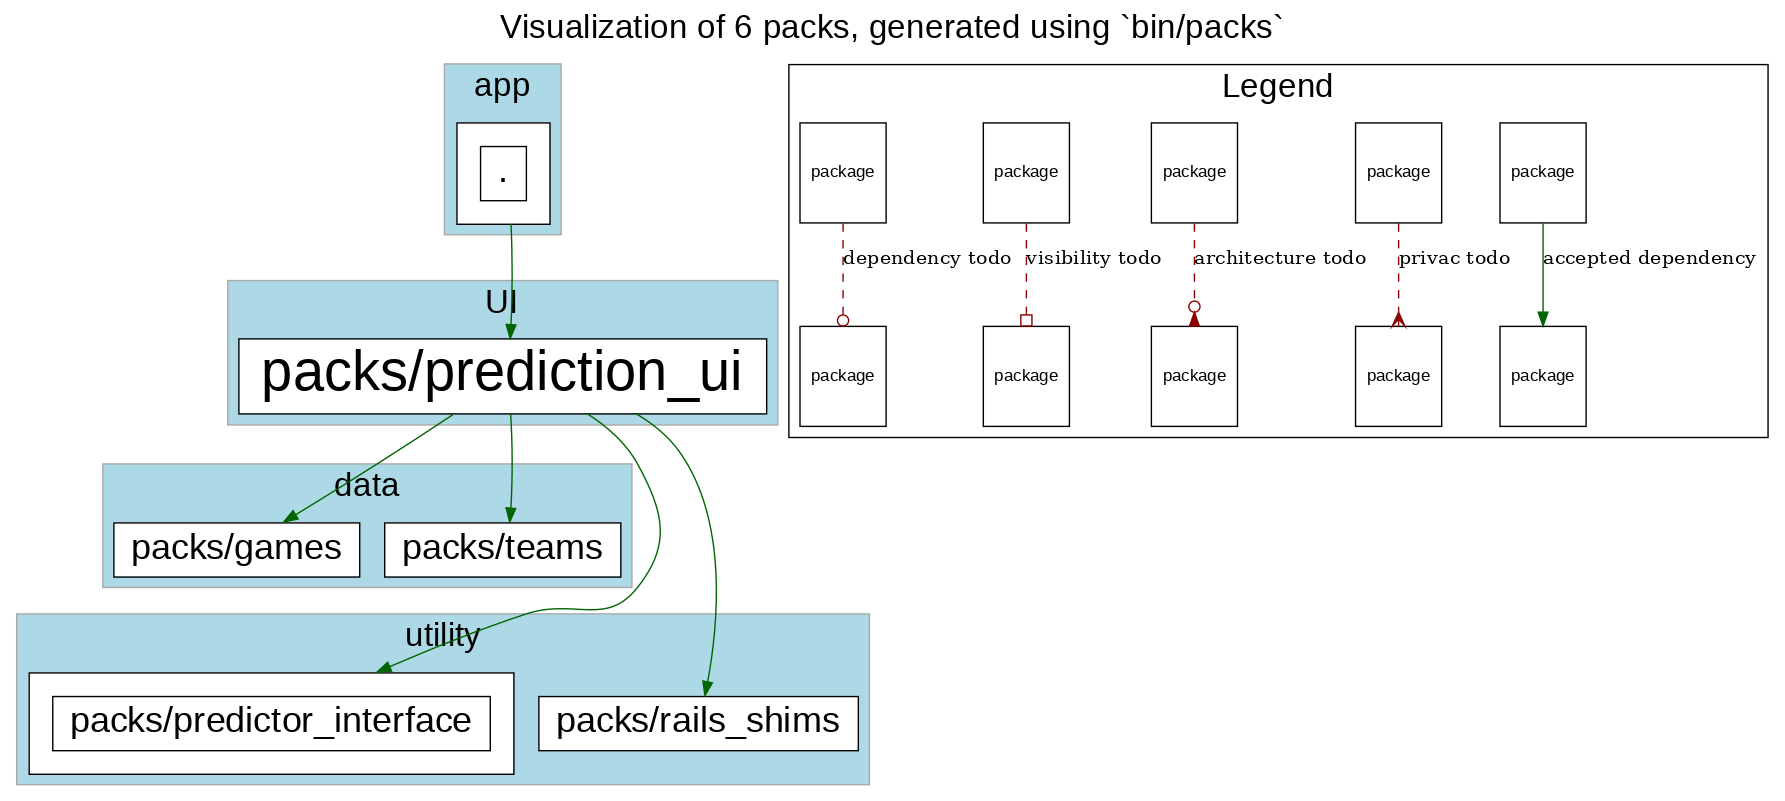 Visualization of 6 packs, generated using `bin/packs`
app
.
UI
packs/prediction_ui
data
packs/games
packs/teams
utility
packs/predictor_interface
packs/rails_shims
Legend
package
package
package
package
package
dependency todo
visibility todo
architecture todo
privac todo
accepted dependency
package
package
package
package
package